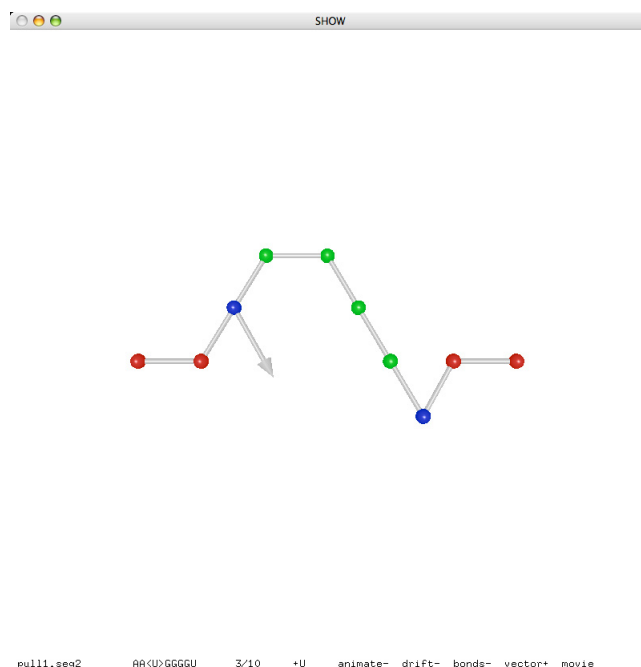 SHOW
pull1.seq2 AA<U>GGGGU 3/10 +U animate- drift- bonds- vector+ movie